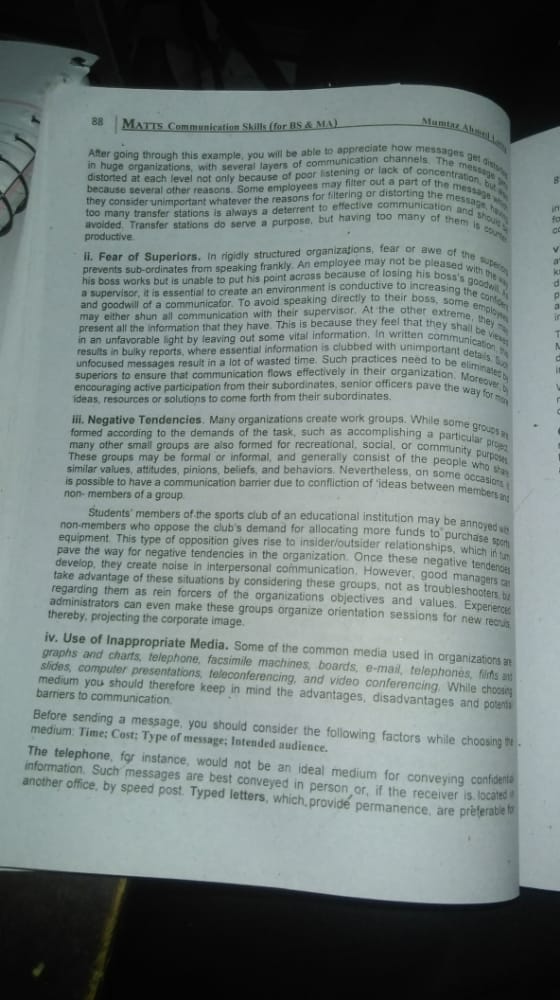 88 MATTS Communication Skills (for BS & MA) Mumtaz Ahmed
After going through this example, you will be able to appreciate how messages get distorted
in huge organizations, with several layers of communication channels. The message gets
distorted at each level not only because of poor listening or lack of concentration, but
because several other reasons. Some employees may filter out a part of the message which
they consider unimportant whatever the reasons for filtering or distorting the message, having
too many transfer stations is always a deterrent to effective communication and should be
avoided. Transfer stations do serve a purpose, but having too many of them is counter
productive.
ii. Fear of Superiors. In rigidly structured organizations, fear or awe of the superiors
prevents sub-ordinates from speaking frankly. An employee may not be pleased with the way
his boss works but is unable to put his point across because of losing his boss's goodwill. As
a supervisor, it is essential to create an environment is conductive to increasing the confident
and goodwill of a communicator. To avoid speaking directly to their boss, some employees
may either shun all communication with their supervisor. At the other extreme, they may
present all the information that they have. This is because they feel that they shall be viewed
in an unfavorable light by leaving out some vital information. In written communication, this
results in bulky reports, where essential information is clubbed with unimportant details. Such
unfocused messages result in a lot of wasted time. Such practices need to be eliminated by
superiors to ensure that communication flows effectively in their organization. Moreover, by
encouraging active participation from their subordinates, senior officers pave the way for more
ideas, resources or solutions to come forth from their subordinates.
iii. Negative Tendencies. Many organizations create work groups. While some groups are
formed according to the demands of the task, such as accomplishing a particular project,
many other small groups are also formed for recreational, social, or community purposes.
These groups may be formal or informal, and generally consist of the people who share
similar values, attitudes, pinions, beliefs, and behaviors. Nevertheless, on some occasions, it
is possible to have a communication barrier due to confliction of 'ideas between members and
non- members of a group.
Students' members of the sports club of an educational institution may be annoyed with
non-members who oppose the club's demand for allocating more funds to purchase sports
equipment. This type of opposition gives rise to insider/outsider relationships, which in turn
pave the way for negative tendencies in the organization. Once these negative tendencies
develop, they create noise in interpersonal communication. However, good managers can
take advantage of these situations by considering these groups, not as troubleshooters, but
regarding them as rein forcers of the organizations objectives and values. Experienced
administrators can even make these groups organize orientation sessions for new recruits,
thereby, projecting the corporate image.
iv. Use of Inappropriate Media. Some of the common media used in organizations are
graphs and charts, telephone, facsimile machines, boards, e-mail, telephones, films and
slides, computer presentations, teleconferencing, and video conferencing. While choosing
medium you should therefore keep in mind the advantages, disadvantages and potential
barriers to communication.
Before sending a message, you should consider the following factors while choosing the
medium: Time; Cost; Type of message; Intended audience.
The telephone, for instance, would not be an ideal medium for conveying confidential
information. Such messages are best conveyed in person or, if the receiver is located in
another office, by speed post. Typed letters, which provide permanence, are preferable for